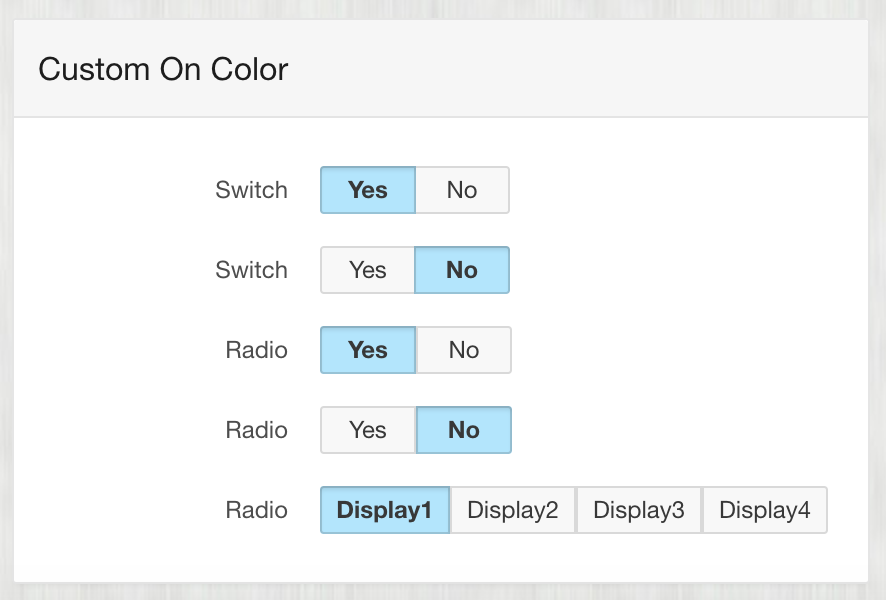 Custom On Color
Switch Yes No
Switch Yes No
Radio Yes No
Radio Yes No
Radio Display1 Display2 Display3 Display4